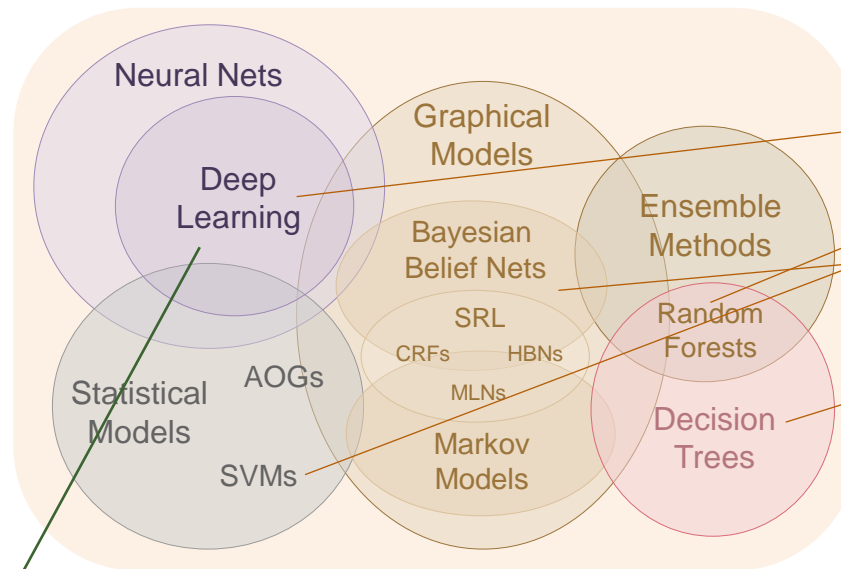 Neural Nets
Graphical
Models
Deep
Learning
Ensemble
Methods
Bayesian
Belief Nets
SRL
Random
Forests
CRFs
HBNs
AOGs
Statistical
Models
MLNs
Decision
Trees
Markov
Models
SVMs